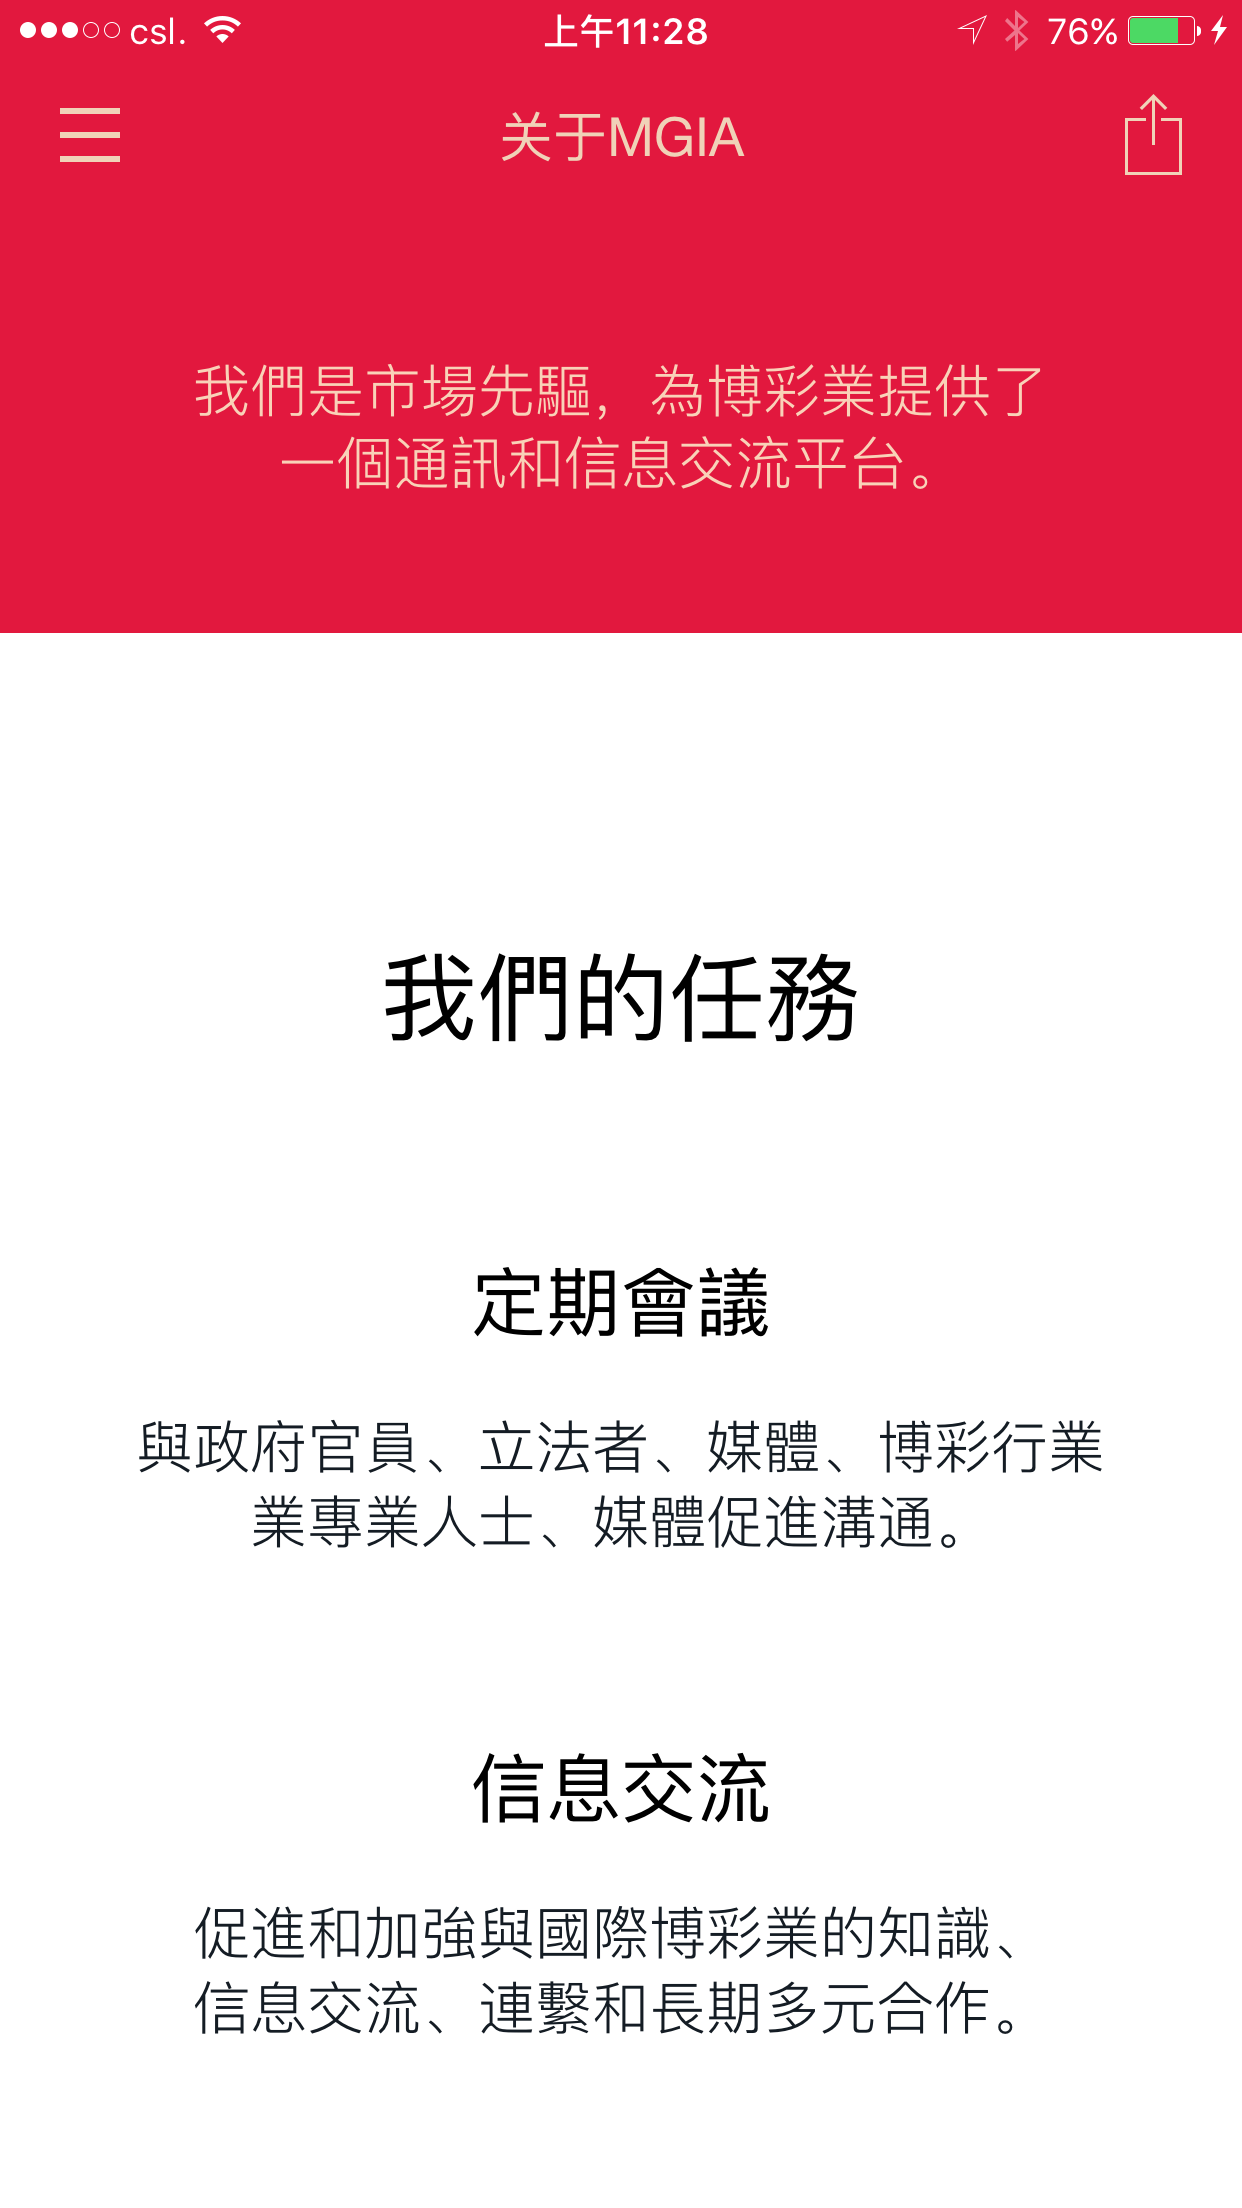 csl. 上午11:28 76%
关于MGIA
我們是市場先驅，為博彩業提供了
一個通訊和信息交流平台。
我們的任務
定期會議
與政府官員、立法者、媒體、博彩行業
業專業人士、媒體促進溝通。
信息交流
促進和加強與國際博彩業的知識、
信息交流、連繫和長期多元合作。